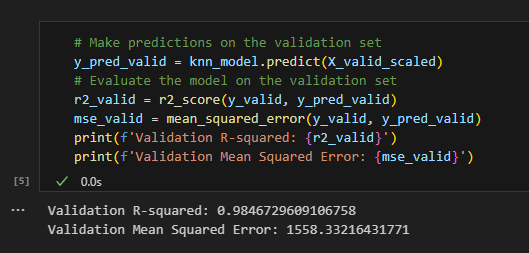 # Make predictions on the validation set
y_pred_valid = knn_model.predict(X_valid_scaled)
# Evaluate the model on the validation set
r2_valid = r2_score(y_valid, y_pred_valid)
mse_valid = mean_squared_error(y_valid, y_pred_valid)
print(f'Validation R-squared: {r2_valid}')
print(f'Validation Mean Squared Error: {mse_valid}')
[5] ✓ 0.0s
... Validation R-squared: 0.9846729609106758
Validation Mean Squared Error: 1558.33216431771